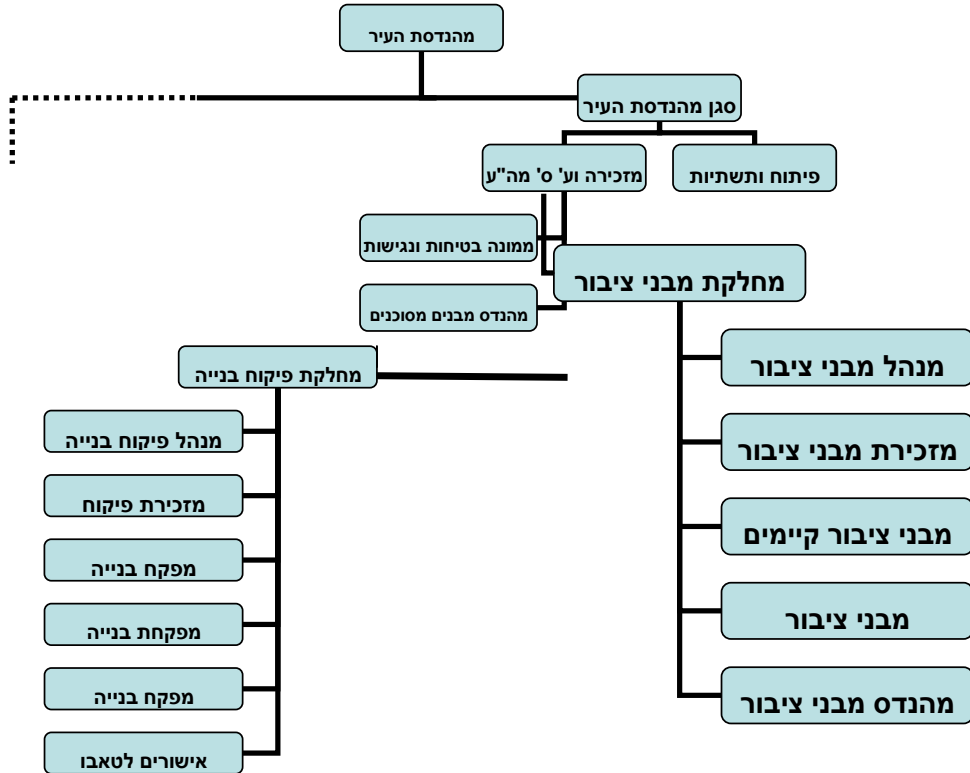 מהנדסת העיר
סגן מהנדסת העיר
פיתוח ותשתיות
מזכירה וע' ס' מה"ע
ממונה בטיחות ונגישות
מחלקת מבני ציבור
מהנדס מבנים מסוכנים
מנהל מבני ציבור
מזכירת מבני ציבור
מבני ציבור קיימים
מבני ציבור
מהנדס מבני ציבור
מחלקת פיקוח בנייה
מנהל פיקוח בנייה
מזכירת פיקוח
מפקח בנייה
מפקחת בנייה
מפקח בנייה
אישורים לטאבו